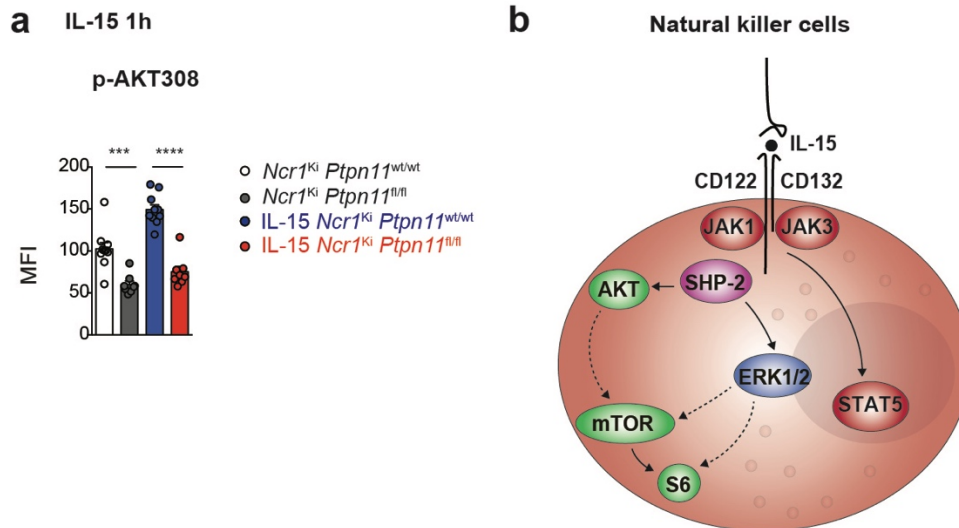 a
IL-15 1h
p-AKT308
*** ****
200
150
100
50
0
MFI
Ncr1Ki Ptpn11wt/wt
Ncr1Ki Ptpn11fl/fl
IL-15 Ncr1Ki Ptpn11wt/wt
IL-15 Ncr1Ki Ptpn11fl/fl
b
Natural killer cells
IL-15
CD122 CD132
JAK1 JAK3
AKT SHP-2
ERK1/2
STAT5
mTOR
S6